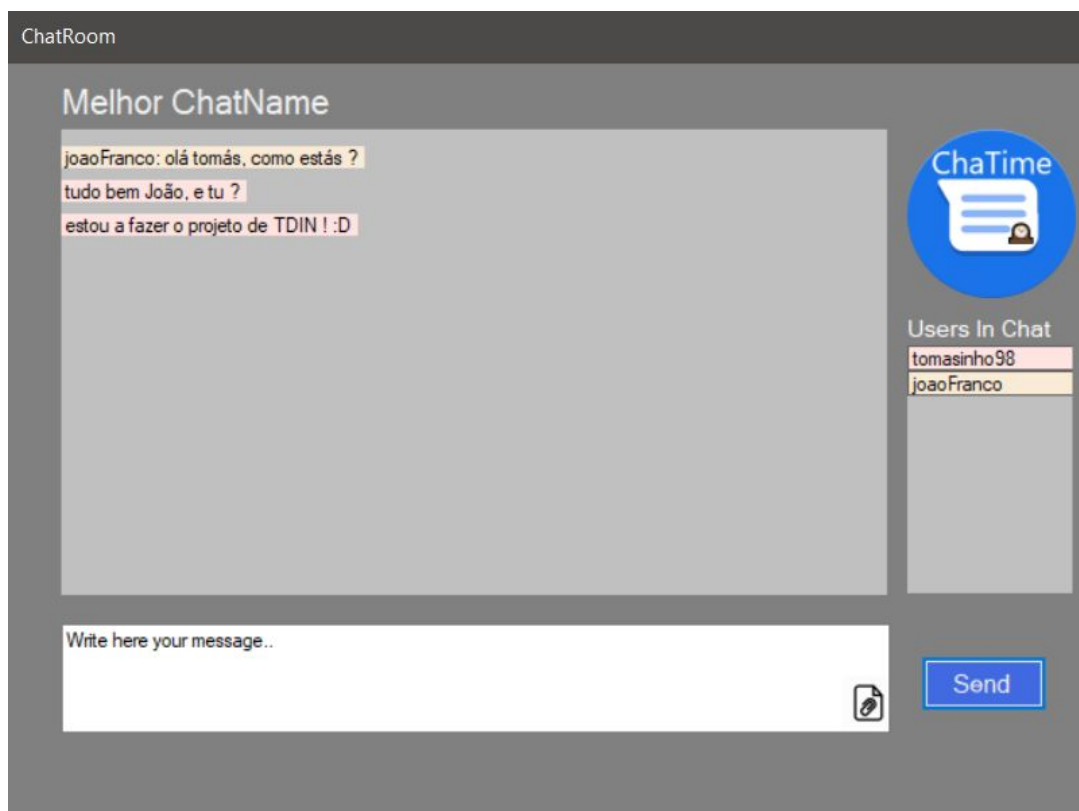 ChatRoom
Melhor ChatName
joaoFranco: olá tomás, como estás ?
tudo bem João, e tu ?
estou a fazer o projeto de TDIN ! :D
ChaTime
Users In Chat
tomasinho98
joaoFranco
Write here your message..
Send